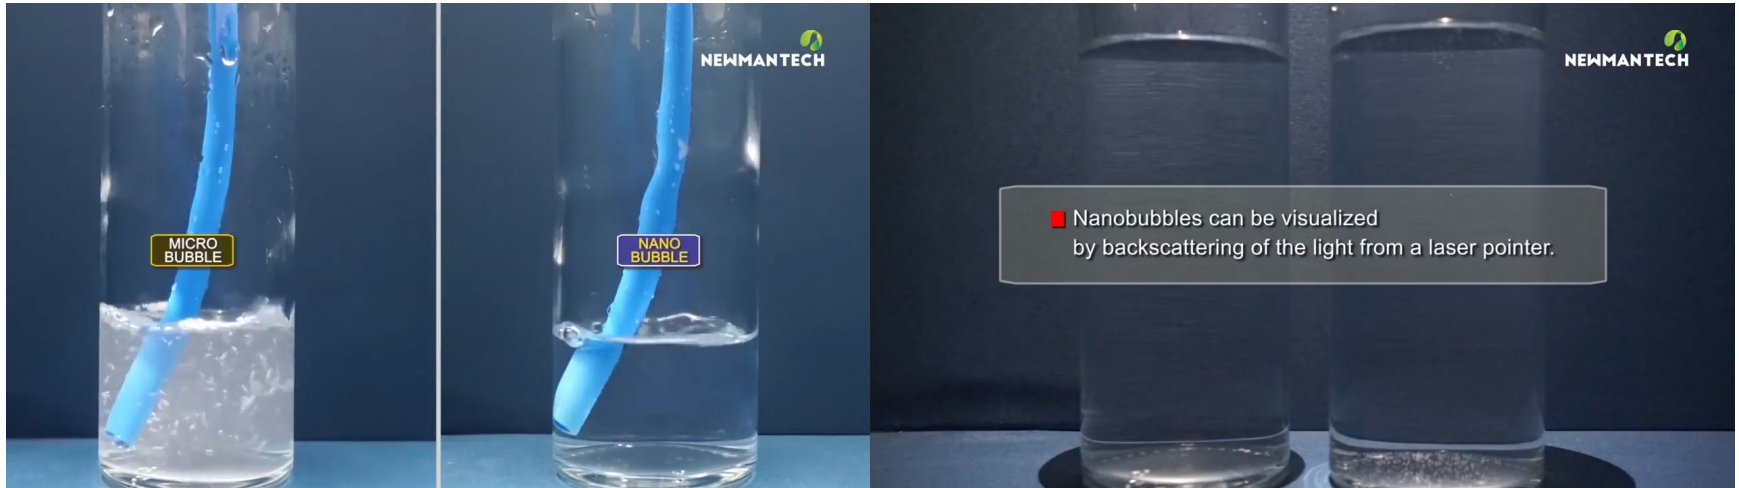 NEWMANTECH
MICRO
BUBBLE
NANO
BUBBLE
NEWMANTECH
Nanobubbles can be visualized
by backscattering of the light from a laser pointer.